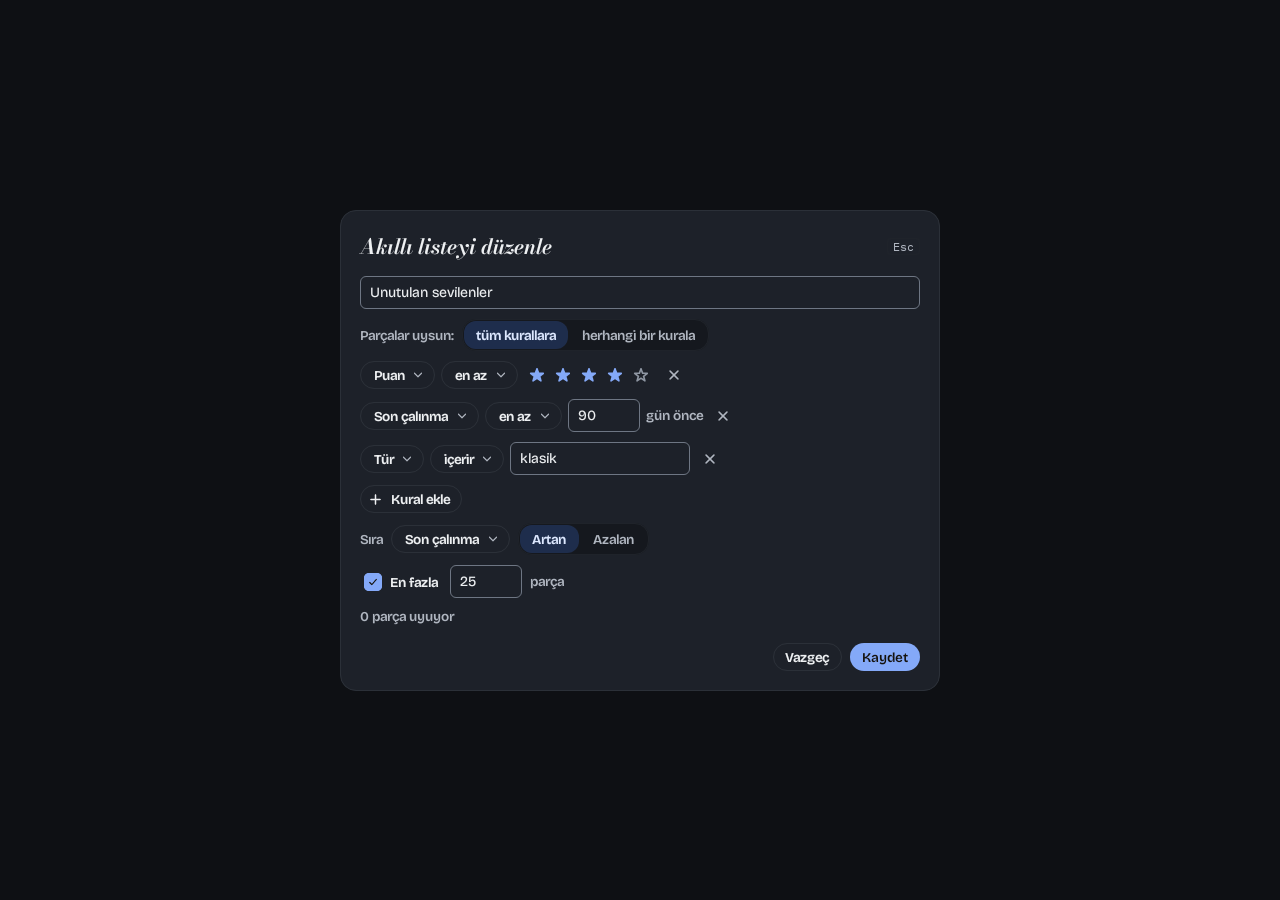 Akıllı listeyi düzenle Esc
Unutulan sevilenler
Parçalar uysun: tüm kurallara herhangi bir kurala
Puan en az
Son çalınma en az 90 gün önce
Tür içerir klasik
Kural ekle
Sıra Son çalınma Artan Azalan
En fazla 25 parça
0 parça uyuyor
Vazgeç Kaydet